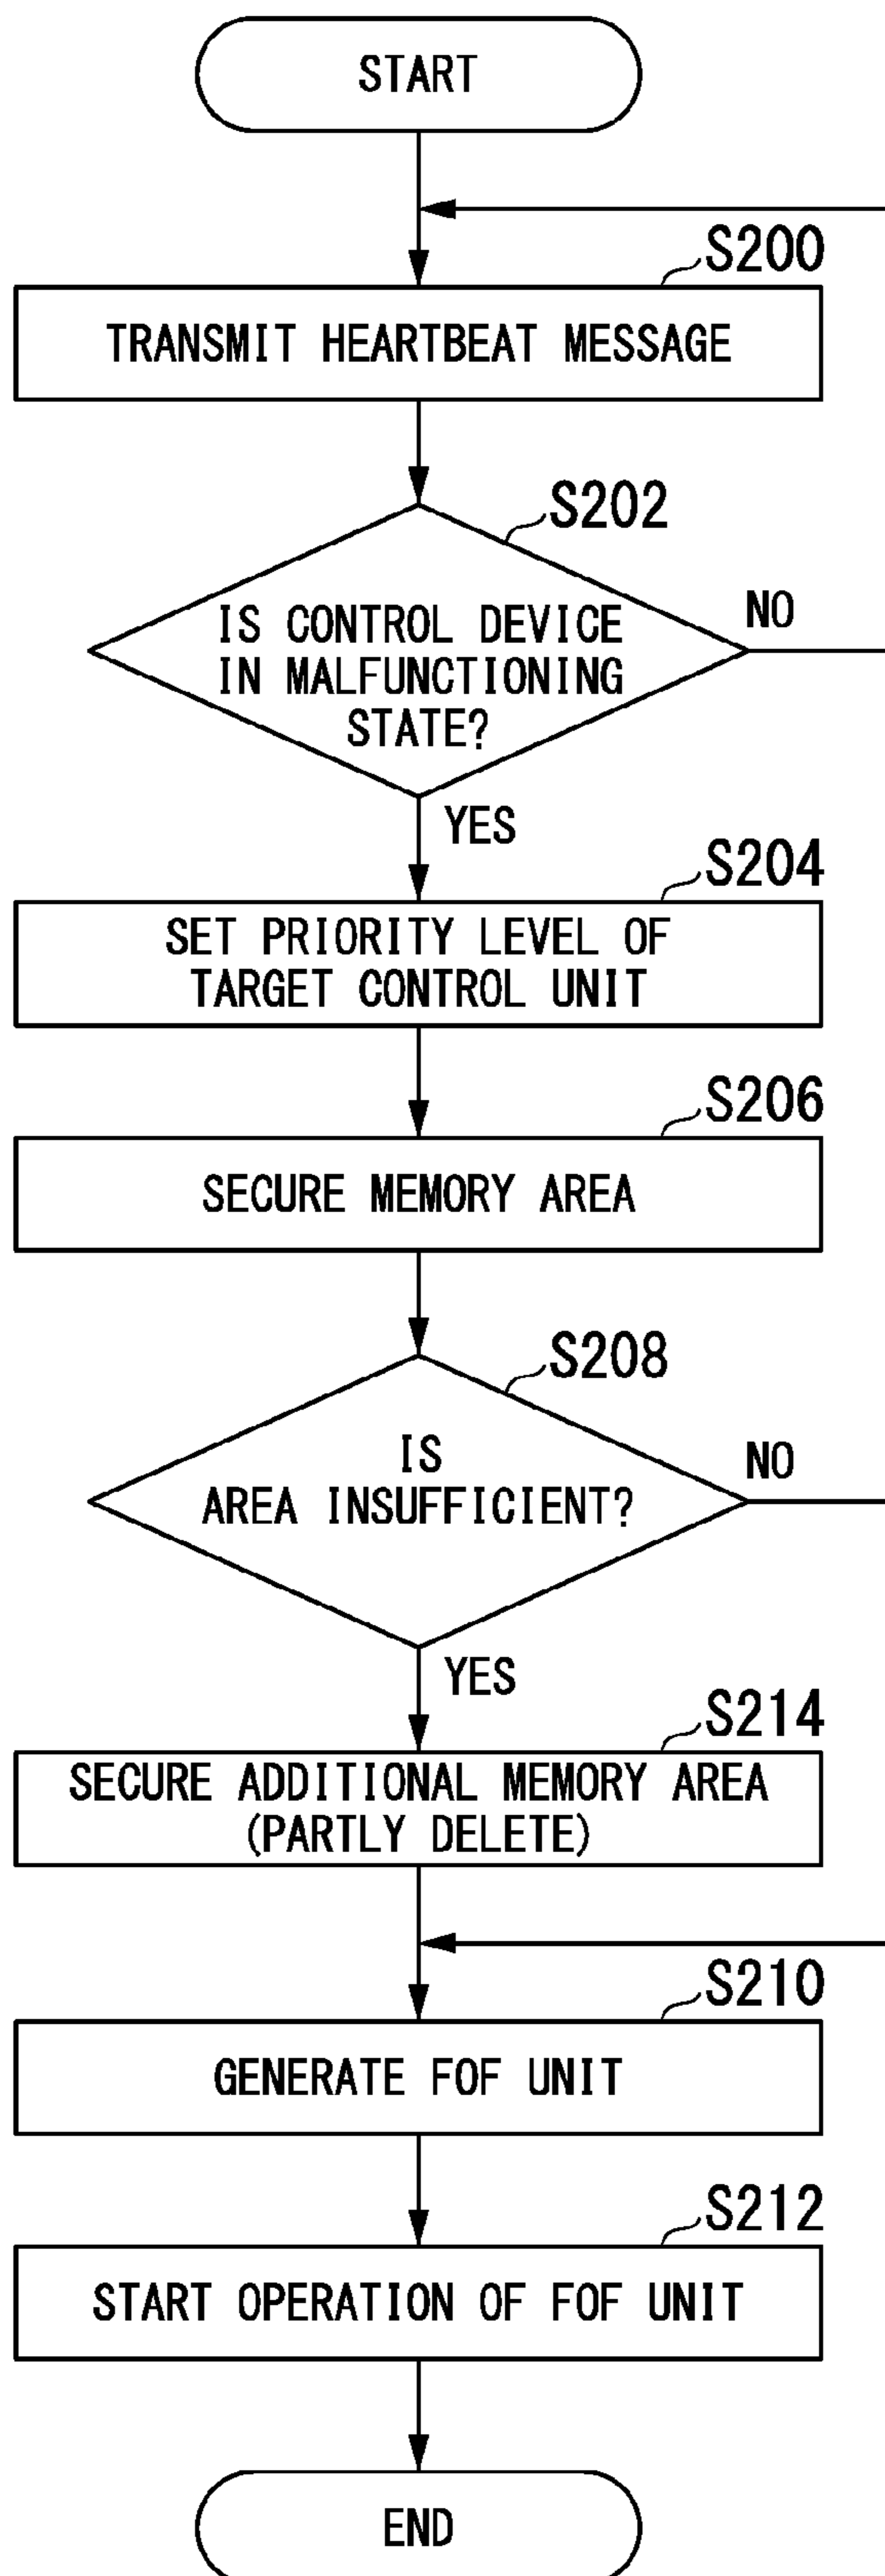 START
S200
TRANSMIT HEARTBEAT MESSAGE
S202
IS CONTROL DEVICE
IN MALFUNCTIONING
STATE?
NO
YES
S204
SET PRIORITY LEVEL OF
TARGET CONTROL UNIT
S206
SECURE MEMORY AREA
S208
IS
AREA INSUFFICIENT?
NO
YES
S214
SECURE ADDITIONAL MEMORY AREA
(PARTLY DELETE)
S210
GENERATE FOF UNIT
S212
START OPERATION OF FOF UNIT
END